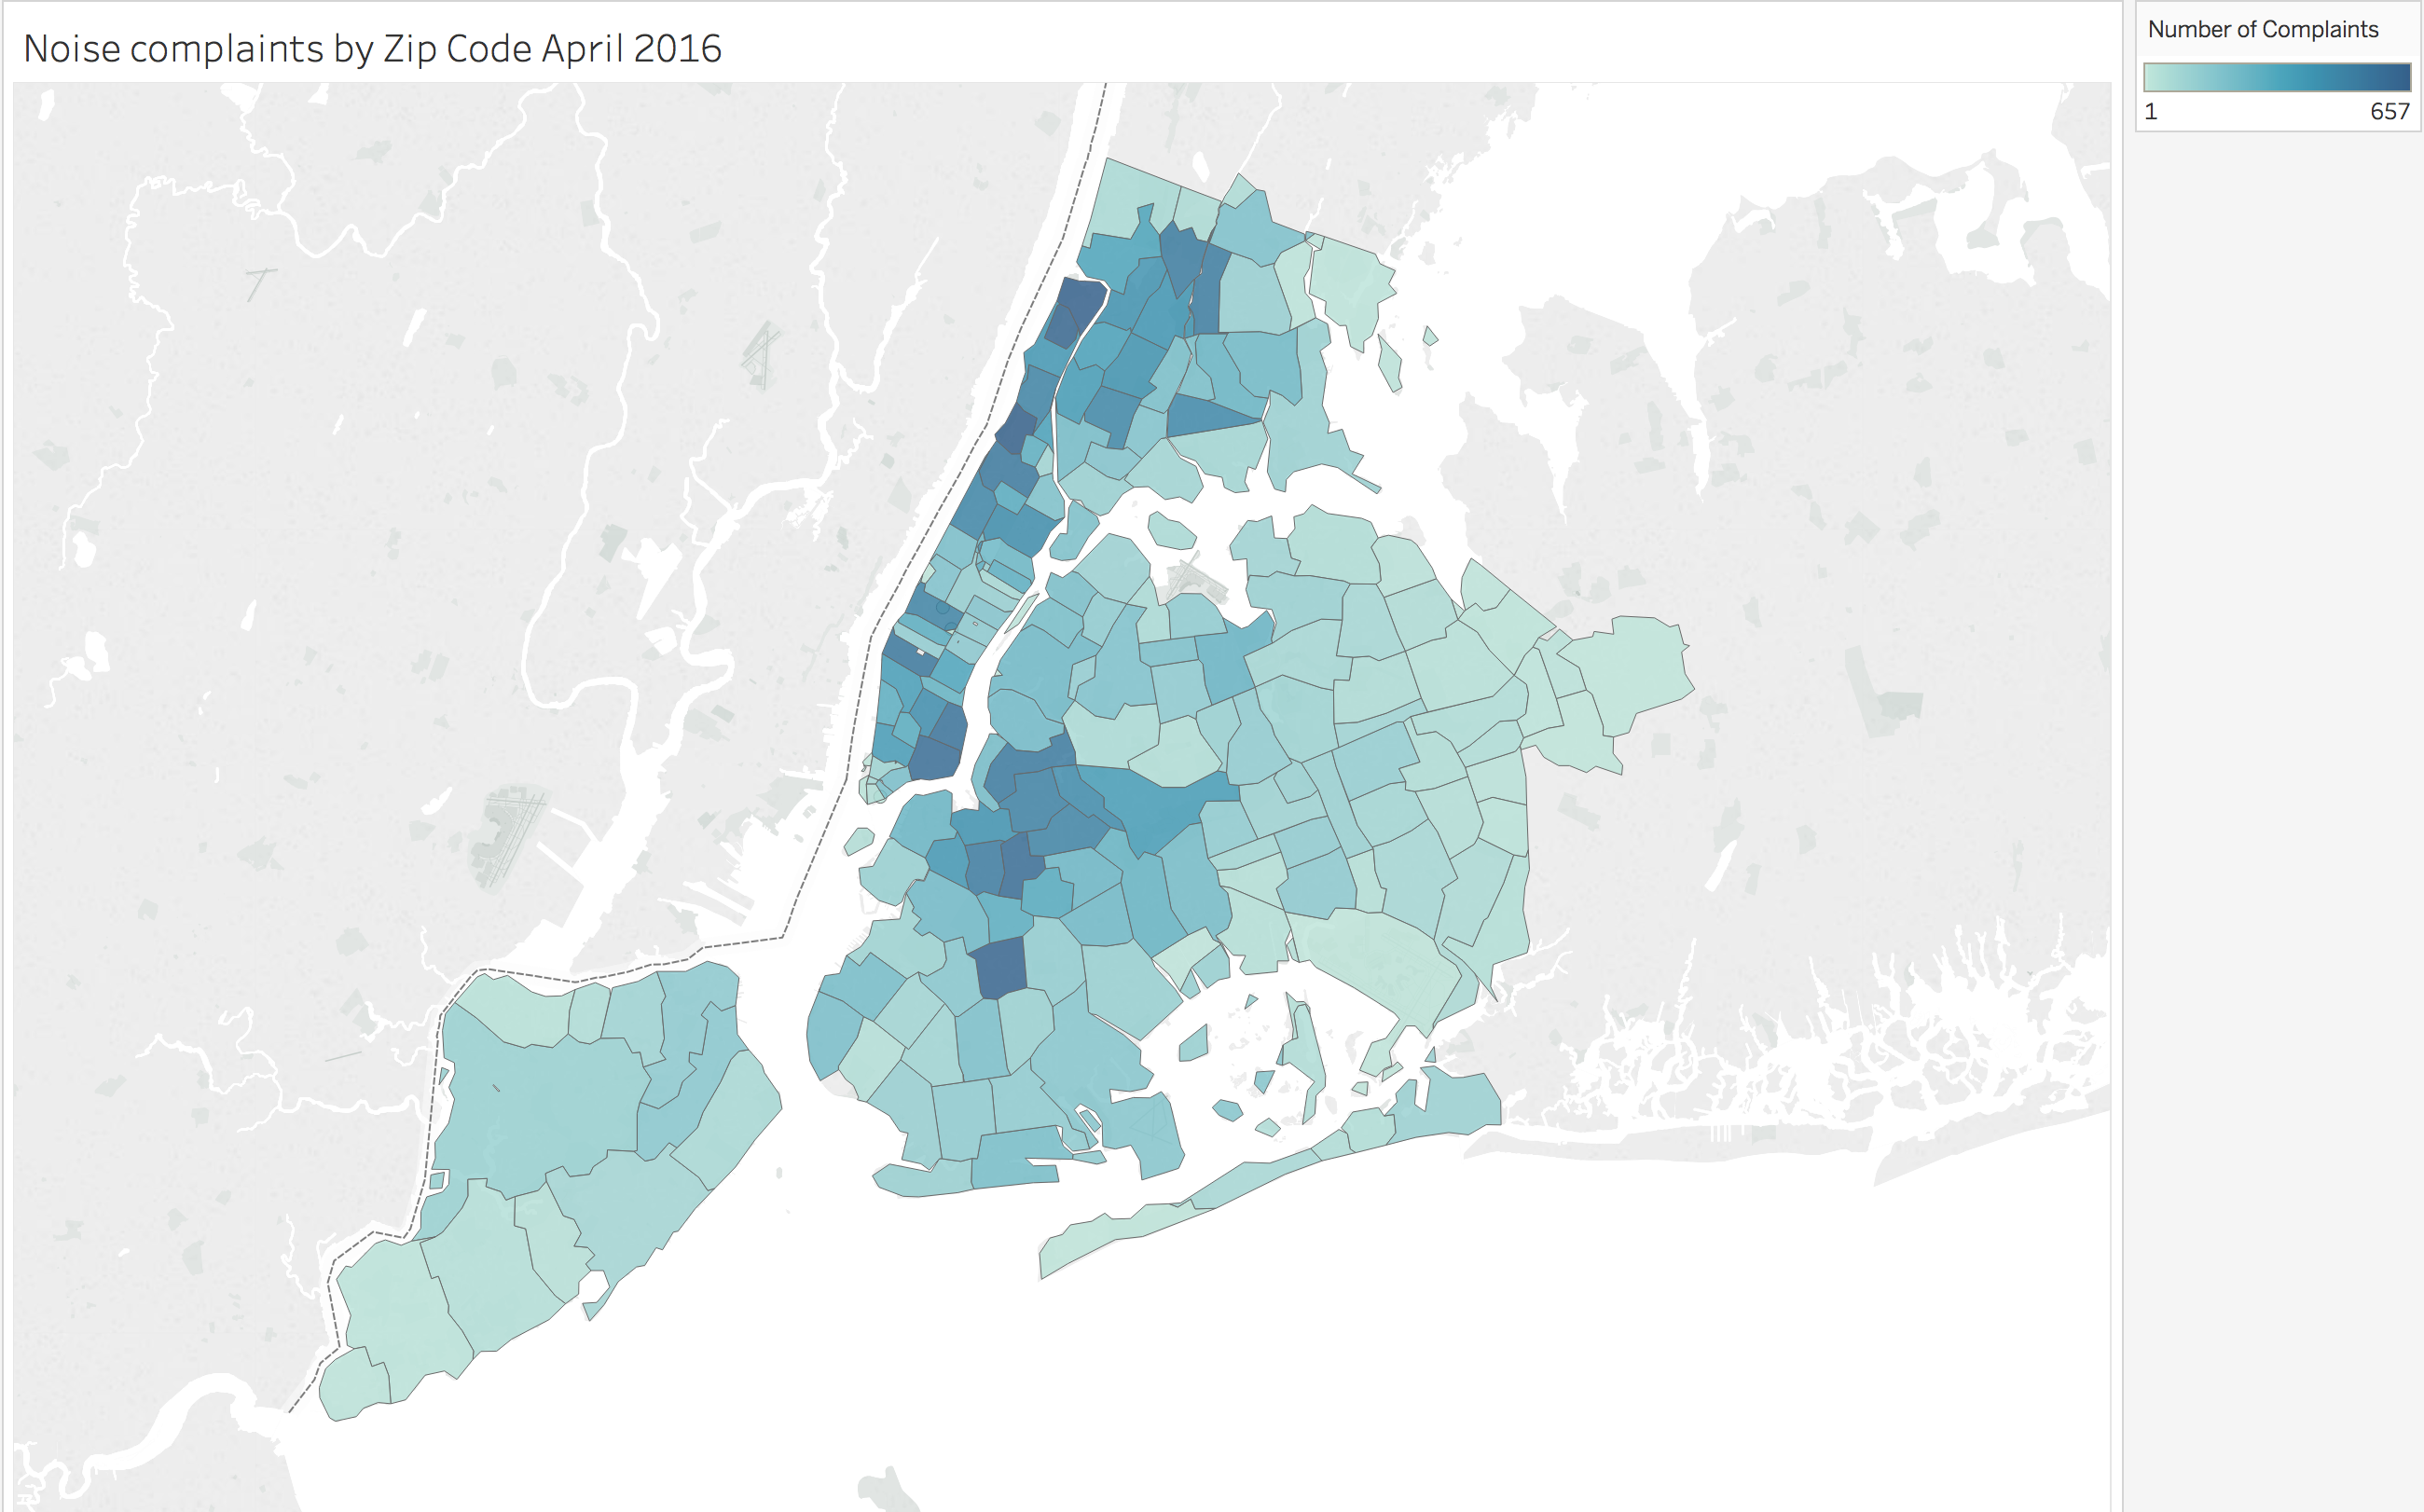 Noise complaints by Zip Code April 2016
Number of Complaints
1
657